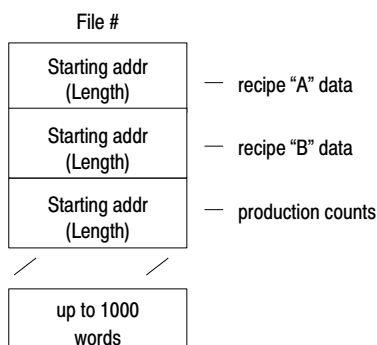 File #
Starting addr
(Length)
recipe “A” data
Starting addr
(Length)
recipe “B” data
Starting addr
(Length)
production counts
up to 1000
words